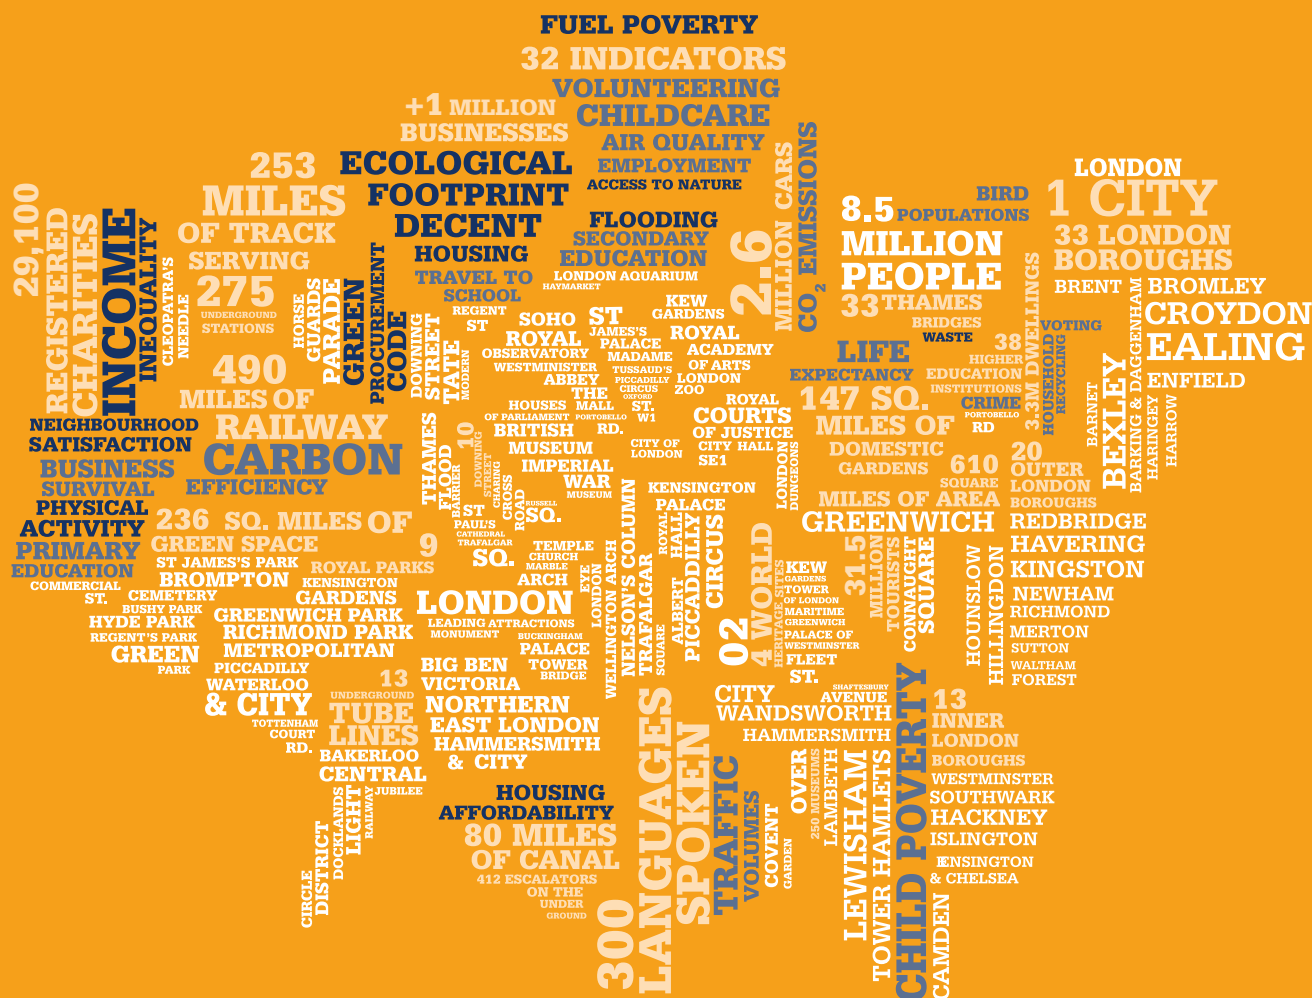 FUEL POVERTY
32 INDICATORS
VOLUNTEERING
CHILDCARE
AIR QUALITY
EMPLOYMENT
ACCESS TO NATURE
+1 MILLION
BUSINESSES
ECOLOGICAL
FOOTPRINT
DECENT
HOUSING
TRAVEL TO
SCHOOL
FLOODING
SECONDARY
EDUCATION
LONDON AQUARIUM
HAYMARKET
2.6
MILLION CARS
CO2 EMISSIONS
253
MILES
OF TRACK
SERVING
275
UNDERGROUND
STATIONS
29,100
REGISTERED
CHARITIES
INCOME
INEQUALITY
CLEOPATRA'S
NEEDLE
HORSE
GUARDS
PARADE
GREEN
PROCUREMENT
CODE
490
MILES OF
RAILWAY
CARBON
EFFICIENCY
NEIGHBOURHOOD
SATISFACTION
BUSINESS
SURVIVAL
PHYSICAL
ACTIVITY
PRIMARY
EDUCATION
236 SQ. MILES OF
GREEN SPACE
9
ROYAL PARKS
COMMERCIAL
ST.
ST JAMES'S PARK
BROMPTON
CEMETERY
BUSHY PARK
HYDE PARK
REGENT'S PARK
GREEN
PARK
KENSINGTON
GARDENS
GREENWICH PARK
RICHMOND PARK
METROPOLITAN
PICCADILLY
WATERLOO
& CITY
TOTTENHAM
COURT
RD.
13
UNDERGROUND
TUBE
LINES
BAKERLOO
CENTRAL
JUBILEE
CIRCLE
DISTRICT
DOCKLANDS
LIGHT
RAILWAY
DOWNING
STREET
TATE
MODERN
REGENT
ST
SOHO
ROYAL
OBSERVATORY
WESTMINISTER
ABBEY
THE
MALL
HOUSES
OF PARLIAMENT
PORTOBELLO
RD.
BRITISH
MUSEUM
IMPERIAL
WAR
MUSEUM
ST
JAMES'S
PALACE
MADAME
TUSSAUD'S
PICCADILLY
CIRCUS
OXFORD
ST.
W1
KEW
GARDENS
ROYAL
ACADEMY
OF ARTS
LONDON
ZOO
ROYAL
COURTS
OF JUSTICE
CITY OF
LONDON
CITY HALL
SE1
LONDON
DUNGEONS
THAMES
FLOOD
BARRIER
10
DOWNING
STREET
CHARING
CROSS
ROAD
RUSSELL
SQ.
ST
PAUL'S
CATHEDRAL
TRAFALGAR
SQ.
TEMPLE
CHURCH
MARBLE
ARCH
EYE
LONDON
KENSINGTON
PALACE
ROYAL
ALBERT
HALL
PICCADDILLY
CIRCUS
NELSON'S COLUMN
TRAFALGAR
SQUARE
WELLINGTON ARCH
LONDON
LEADING ATTRACTIONS
MONUMENT
BUCKINGHAM
PALACE
TOWER
BRIDGE
BIG BEN
VICTORIA
NORTHERN
EAST LONDON
HAMMERSMITH
& CITY
HOUSING
AFFORDABILITY
80 MILES
OF CANAL
412 ESCALATORS
ON THE
UNDER
GROUND
300
LANGUAGES
SPOKEN
TRAFFIC
VOLUMES
COVENT
GARDEN
OVER
250 MUSEUMS
LAMBETH
LEWISHAM
TOWER HAMLETS
CHILD POVERTY
CAMDEN
02
4 WORLD
HERITAGE SITES
KEW
GARDENS
TOWER
OF LONDON
MARITIME
GREENWICH
PALACE OF
WESTMINSTER
FLEET
ST.
SHAFTESBURY
AVENUE
CITY
WANDSWORTH
HAMMERSMITH
31.5
MILLION
TOURISTS
CONNAUGHT
SQUARE
8.5
MILLION
PEOPLE
BIRD
POPULATIONS
33 THAMES
BRIDGES
WASTE
LIFE
EXPECTANCY
147 SQ.
MILES OF
DOMESTIC
GARDENS
38
HIGHER
EDUCATION
INSTITUTIONS
CRIME
PORTOBELLO
RD
610
SQUARE
MILES OF AREA
GREENWICH
3.3M DWELLINGS
HOUSEHOLD
RECYCLING
VOTING
LONDON
1 CITY
33 LONDON
BOROUGHS
BRENT
BROMLEY
CROYDON
EALING
ENFIELD
BARNET
BEXLEY
BARKING & DAGGENHAM
HARINGEY
HARROW
20
OUTER
LONDON
BOROUGHS
REDBRIDGE
HAVERING
KINGSTON
NEWHAM
RICHMOND
MERTON
SUTTON
WALTHAM
FOREST
HOUNSLOW
HILLINGDON
13
INNER
LONDON
BOROUGHS
WESTMINSTER
SOUTHWARK
HACKNEY
ISLINGTON
KENSINGTON
& CHELSEA